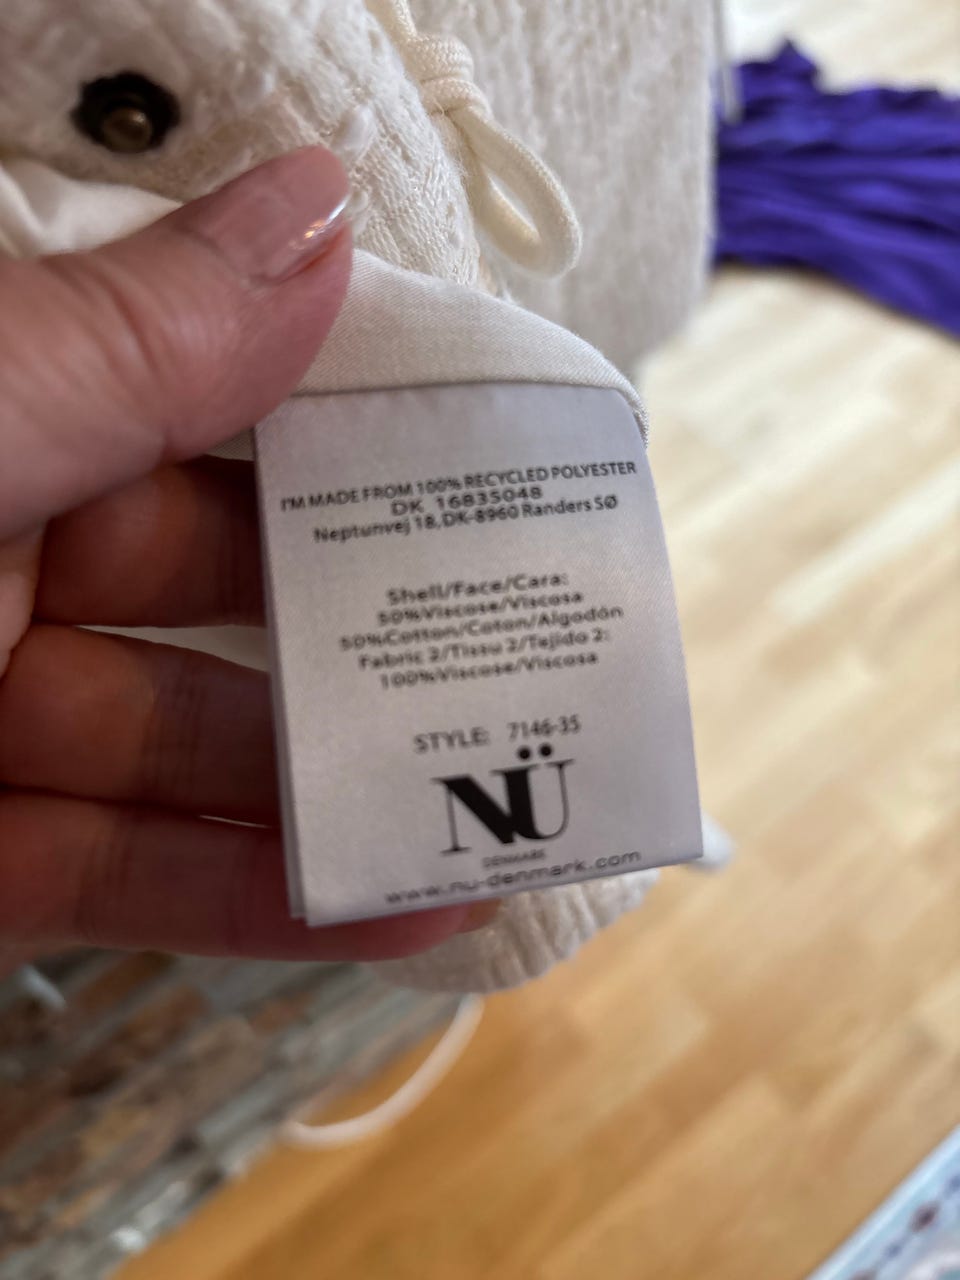 I'M MADE FROM 100% RECYCLED POLYESTER
DK 16835048
Neptunvej 18,DK-8960 Randers SØ
Shell/Face/Cara:
50%Viscose/Viscosa
50%Cotton/Coton/Algodón
Fabric 2/Tissu 2/Tejido 2:
100%Viscose/Viscosa
STYLE: 7146-35
NÜ
DENMARK
www.nu-denmark.com